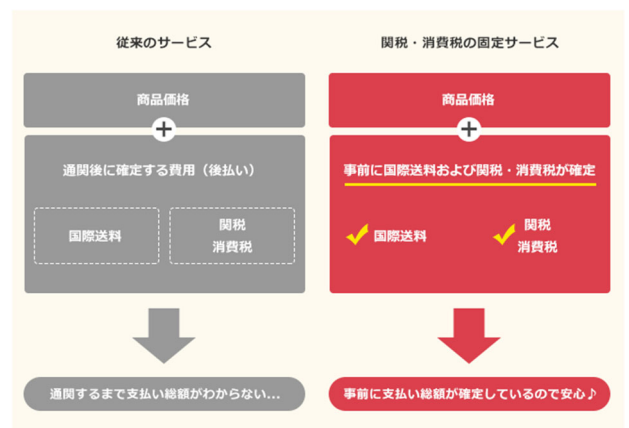 従来のサービス
商品価格
+
通関後に確定する費用（後払い）
国際送料
関税
消費税
通関するまで支払い総額がわからない...
関税・消費税の固定サービス
商品価格
+
事前に国際送料および関税・消費税が確定
国際送料
関税
消費税
事前に支払い総額が確定しているので安心♪